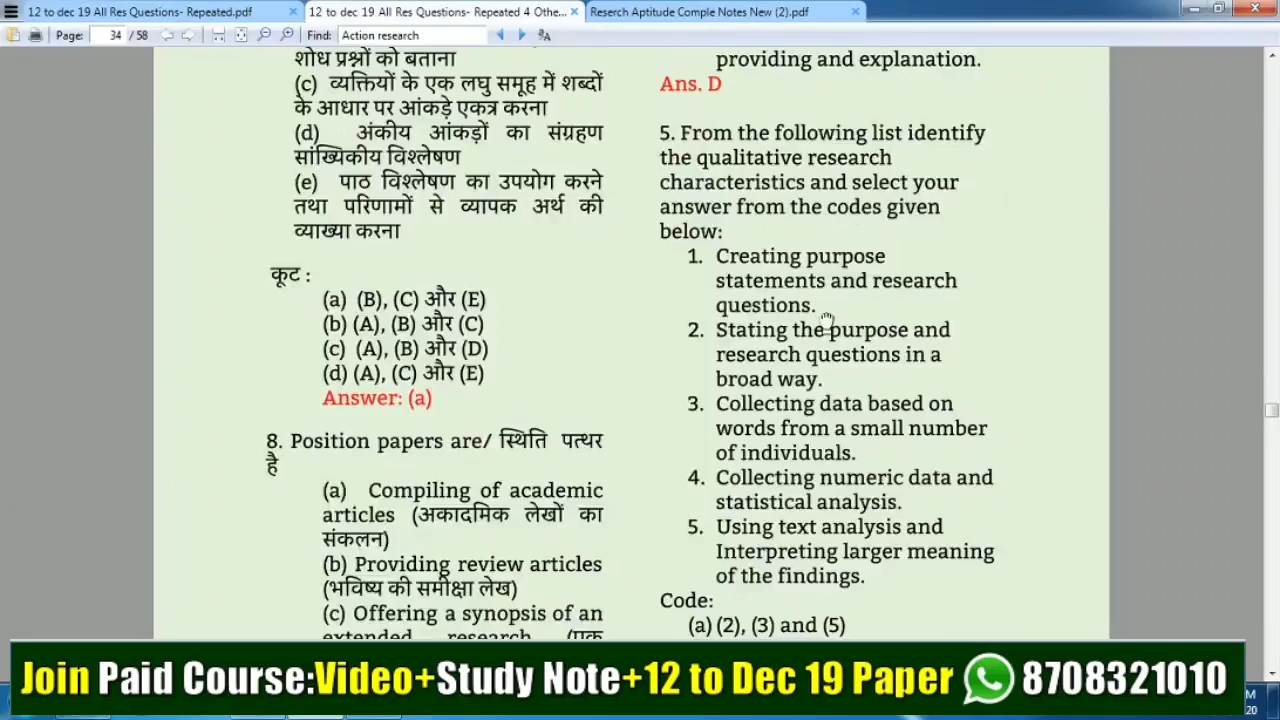 12 to dec 19 All Res Questions- Repeated.pdf
12 to dec 19 All Res Questions- Repeated 4 Othe...
Reserch Aptitude Comple Notes New (2).pdf
Page: 34 / 58
Find: Action research
शोध प्रश्नों को बताना
(c) व्यक्तियों के एक लघु समूह में शब्दों
के आधार पर आंकड़े एकत्र करना
(d) अंकीय आंकड़ों का संग्रहण
सांख्यिकीय विश्लेषण
(e) पाठ विश्लेषण का उपयोग करने
तथा परिणामों से व्यापक अर्थ की
व्याख्या करना
कूट :
(a) (B), (C) और (E)
(b) (A), (B) और (C)
(c) (A), (B) और (D)
(d) (A), (C) और (E)
Answer: (a)
8. Position papers are/ स्थिति पत्थर
है
(a) Compiling of academic
articles (अकादमिक लेखों का
संकलन)
(b) Providing review articles
(भविष्य की समीक्षा लेख)
(c) Offering a synopsis of an
extended research (एक
providing and explanation.
Ans. D
5. From the following list identify
the qualitative research
characteristics and select your
answer from the codes given
below:
1. Creating purpose
statements and research
questions.
2. Stating the purpose and
research questions in a
broad way.
3. Collecting data based on
words from a small number
of individuals.
4. Collecting numeric data and
statistical analysis.
5. Using text analysis and
Interpreting larger meaning
of the findings.
Code:
(a) (2), (3) and (5)
Join Paid Course:Video+Study Note+12 to Dec 19 Paper 8708321010
M
20